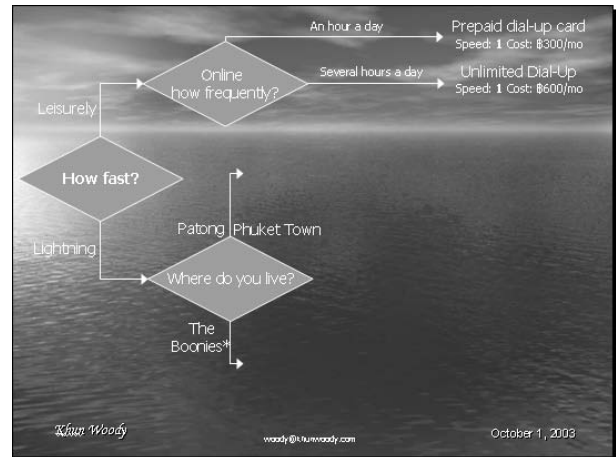 An hour a day
Prepaid dial-up card
Speed: 1 Cost: ฿300/mo
Online
how frequently?
Several hours a day
Unlimited Dial-Up
Speed: 1 Cost: ฿600/mo
Leisurely
How fast?
Lightning
Patong
Phuket Town
Where do you live?
The
Boonies*
Khun Woody
woody@khunwoody.com
October 1, 2003